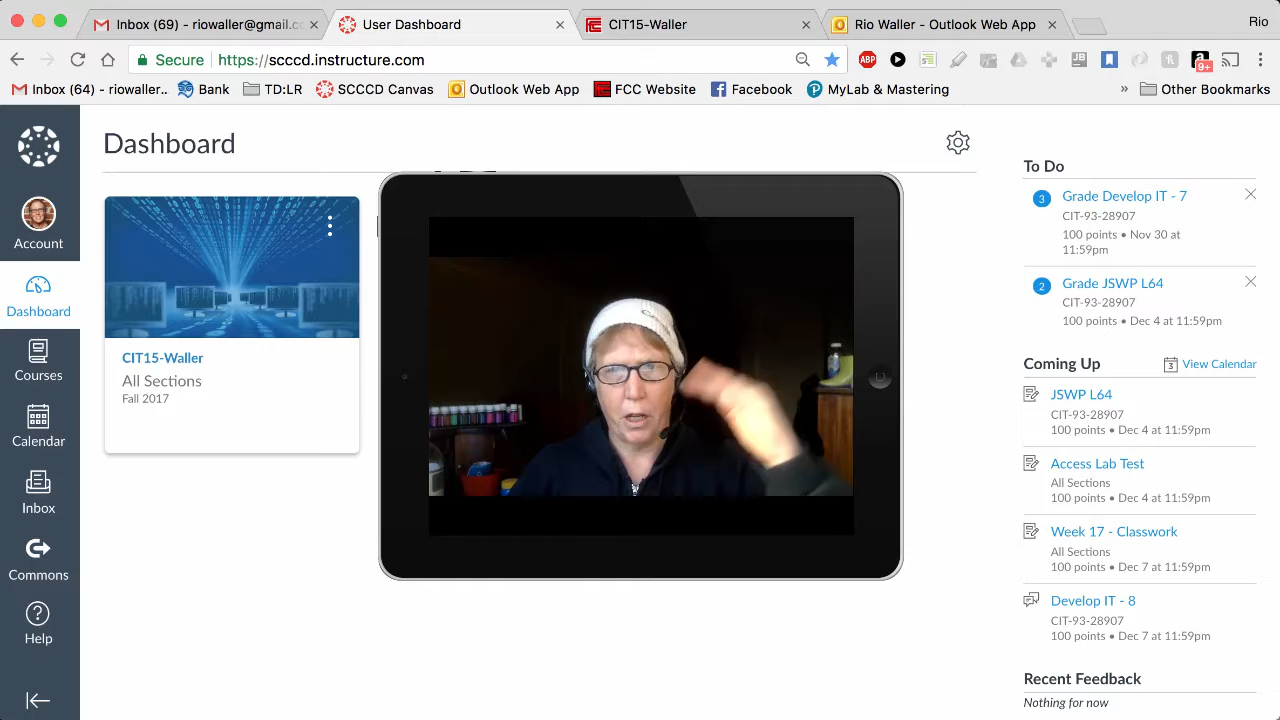 Inbox (69) - riowaller@gmail.c
User Dashboard
CIT15-Waller
Rio Waller - Outlook Web App
Rio
Secure
https://scccd.instructure.com
ABP
JB
9+
Inbox (64) - riowaller..
Bank
TD:LR
SCCCD Canvas
Outlook Web App
FCC Website
Facebook
MyLab & Mastering
»
Other Bookmarks
Account
Dashboard
Courses
Calendar
Inbox
Commons
Help
Dashboard
CIT15-Waller
All Sections
Fall 2017
To Do
3
Grade Develop IT - 7
CIT-93-28907
100 points • Nov 30 at
11:59pm
2
Grade JSWP L64
CIT-93-28907
100 points • Dec 4 at 11:59pm
Coming Up
3
View Calendar
JSWP L64
CIT-93-28907
100 points • Dec 4 at 11:59pm
Access Lab Test
All Sections
100 points • Dec 4 at 11:59pm
Week 17 - Classwork
All Sections
100 points • Dec 7 at 11:59pm
Develop IT - 8
CIT-93-28907
100 points • Dec 7 at 11:59pm
Recent Feedback
Nothing for now